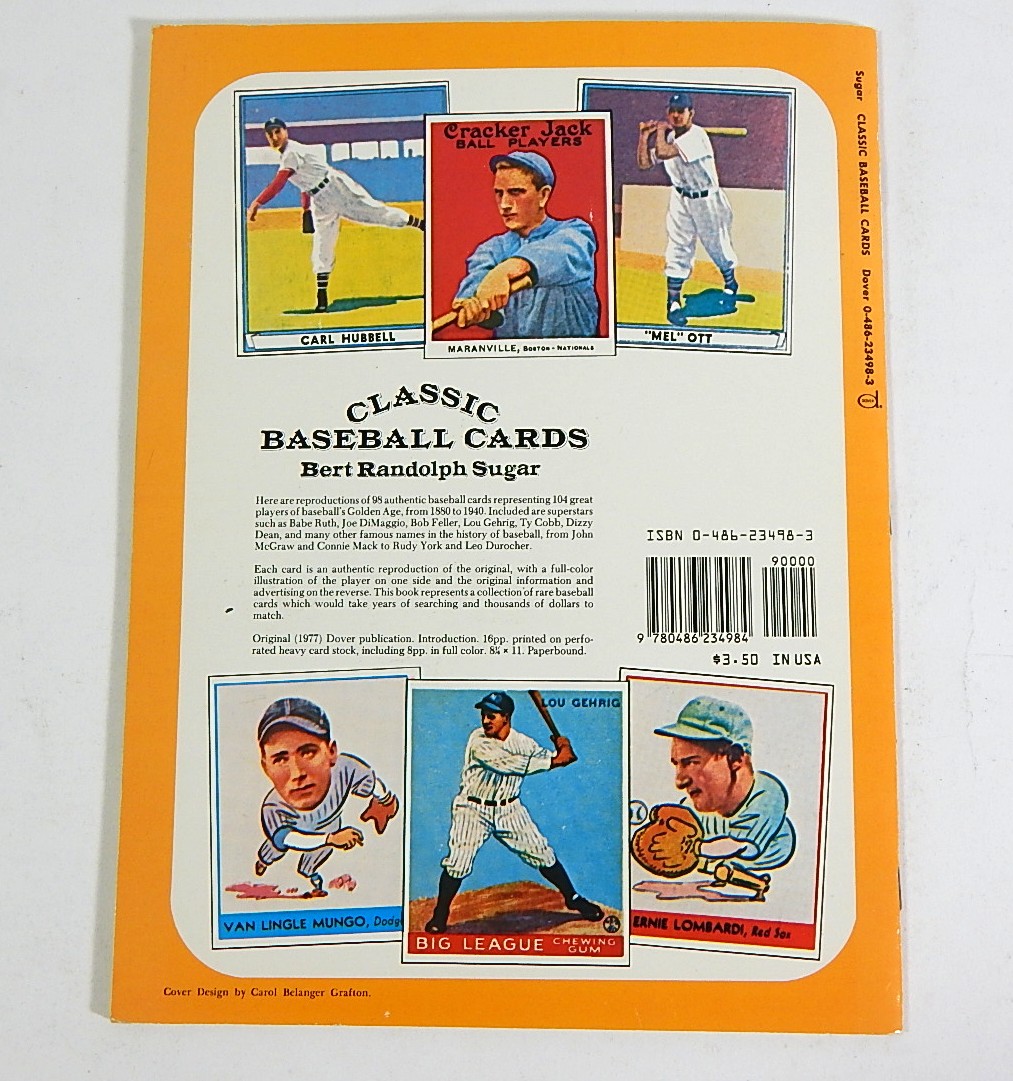 Cracker Jack
BALL PLAYERS
CARL HUBBELL
MARANVILLE, BOSTON - NATIONALS
"MEL" OTT
CLASSIC
BASEBALL CARDS
Bert Randolph Sugar
Here are reproductions of 98 authentic baseball cards representing 104 great
players of baseball's Golden Age, from 1880 to 1940. Included are superstars
such as Babe Ruth, Joe DiMaggio, Bob Feller, Lou Gehrig, Ty Cobb, Dizzy
Dean, and many other famous names in the history of baseball, from John
McGraw and Connie Mack to Rudy York and Leo Durocher.
Each card is an authentic reproduction of the original, with a full-color
illustration of the player on one side and the original information and
advertising on the reverse. This book represents a collection of rare baseball
cards which would take years of searching and thousands of dollars to
match.
Original (1977) Dover publication. Introduction. 16pp. printed on perfo-
rated heavy card stock, including 8pp. in full color. 8¼ × 11. Paperbound.
ISBN 0-486-23498-3
90000
9 780486 234984
$3.50 IN USA
VAN LINGLE MUNGO, Dodg
LOU GEHRIG
BIG LEAGUE CHEWING
GUM
ERNIE LOMBARDI, Red Sox
Cover Design by Carol Belanger Grafton.
Sugar CLASSIC BASEBALL CARDS Dover 0-486-23498-3